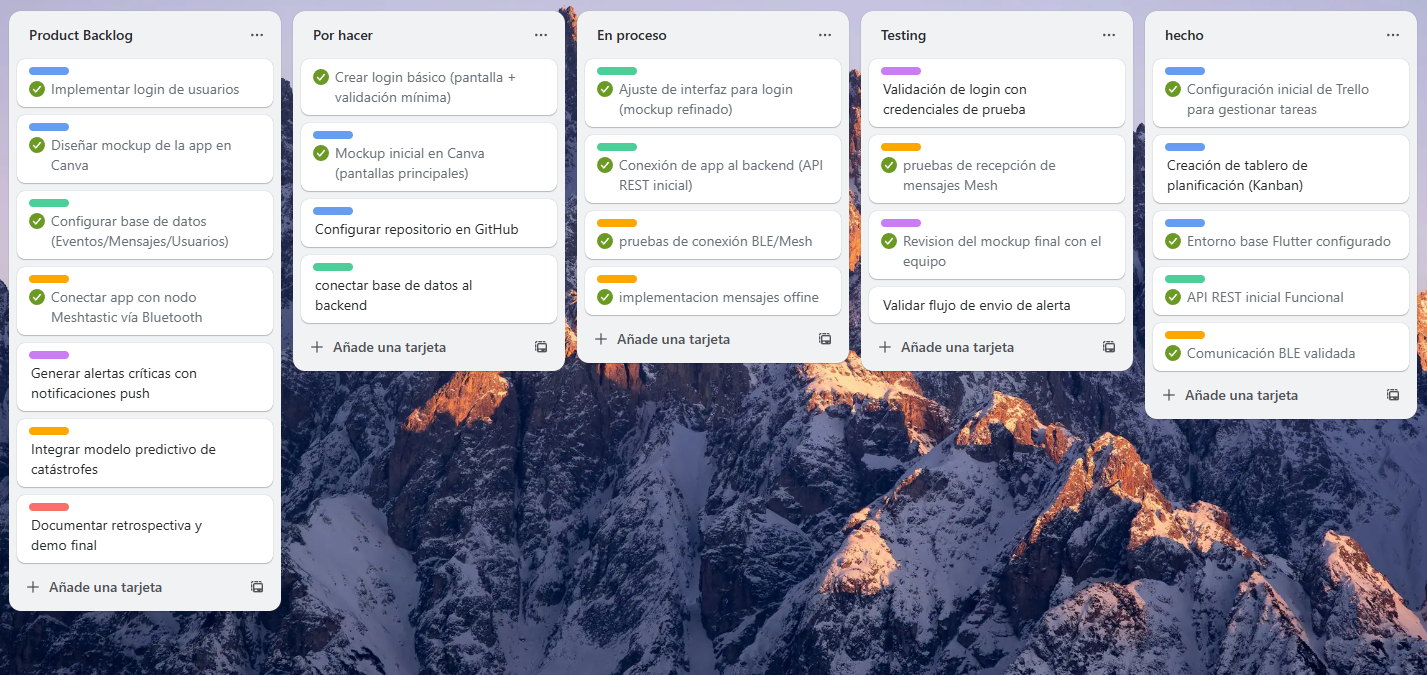 Product Backlog
Implementar login de usuarios
Diseñar mockup de la app en
Canva
Configurar base de datos
(Eventos/Mensajes/Usuarios)
Conectar app con nodo
Meshtastic vía Bluetooth
Generar alertas críticas con
notificaciones push
Integrar modelo predictivo de
catástrofes
Documentar retrospectiva y
demo final
Añade una tarjeta
Por hacer
Crear login básico (pantalla +
validación mínima)
Mockup inicial en Canva
(pantallas principales)
Configurar repositorio en GitHub
conectar base de datos al
backend
Añade una tarjeta
En proceso
Ajuste de interfaz para login
(mockup refinado)
Conexión de app al backend (API
REST inicial)
pruebas de conexión BLE/Mesh
implementacion mensajes offine
Añade una tarjeta
Testing
Validación de login con
credenciales de prueba
pruebas de recepción de
mensajes Mesh
Revision del mockup final con el
equipo
Validar flujo de envio de alerta
Añade una tarjeta
hecho
Configuración inicial de Trello
para gestionar tareas
Creación de tablero de
planificación (Kanban)
Entorno base Flutter configurado
API REST inicial Funcional
Comunicación BLE validada
Añade una tarjeta